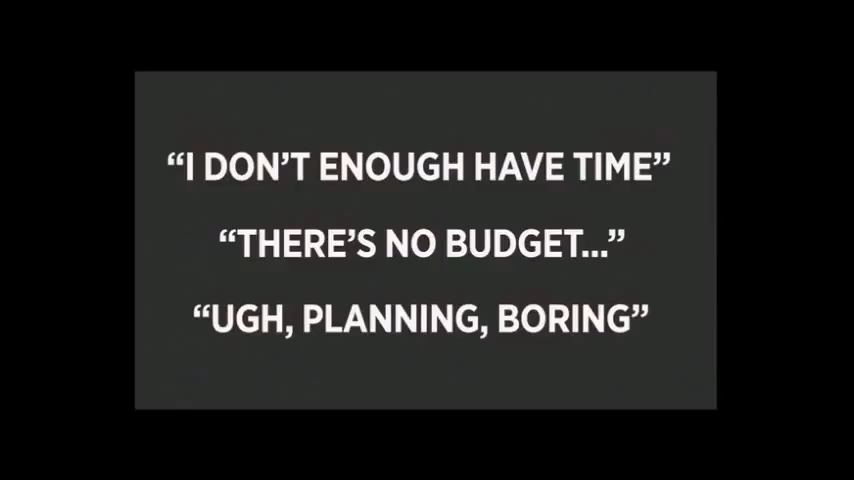 “I DON’T ENOUGH HAVE TIME”
“THERE’S NO BUDGET...”
“UGH, PLANNING, BORING”